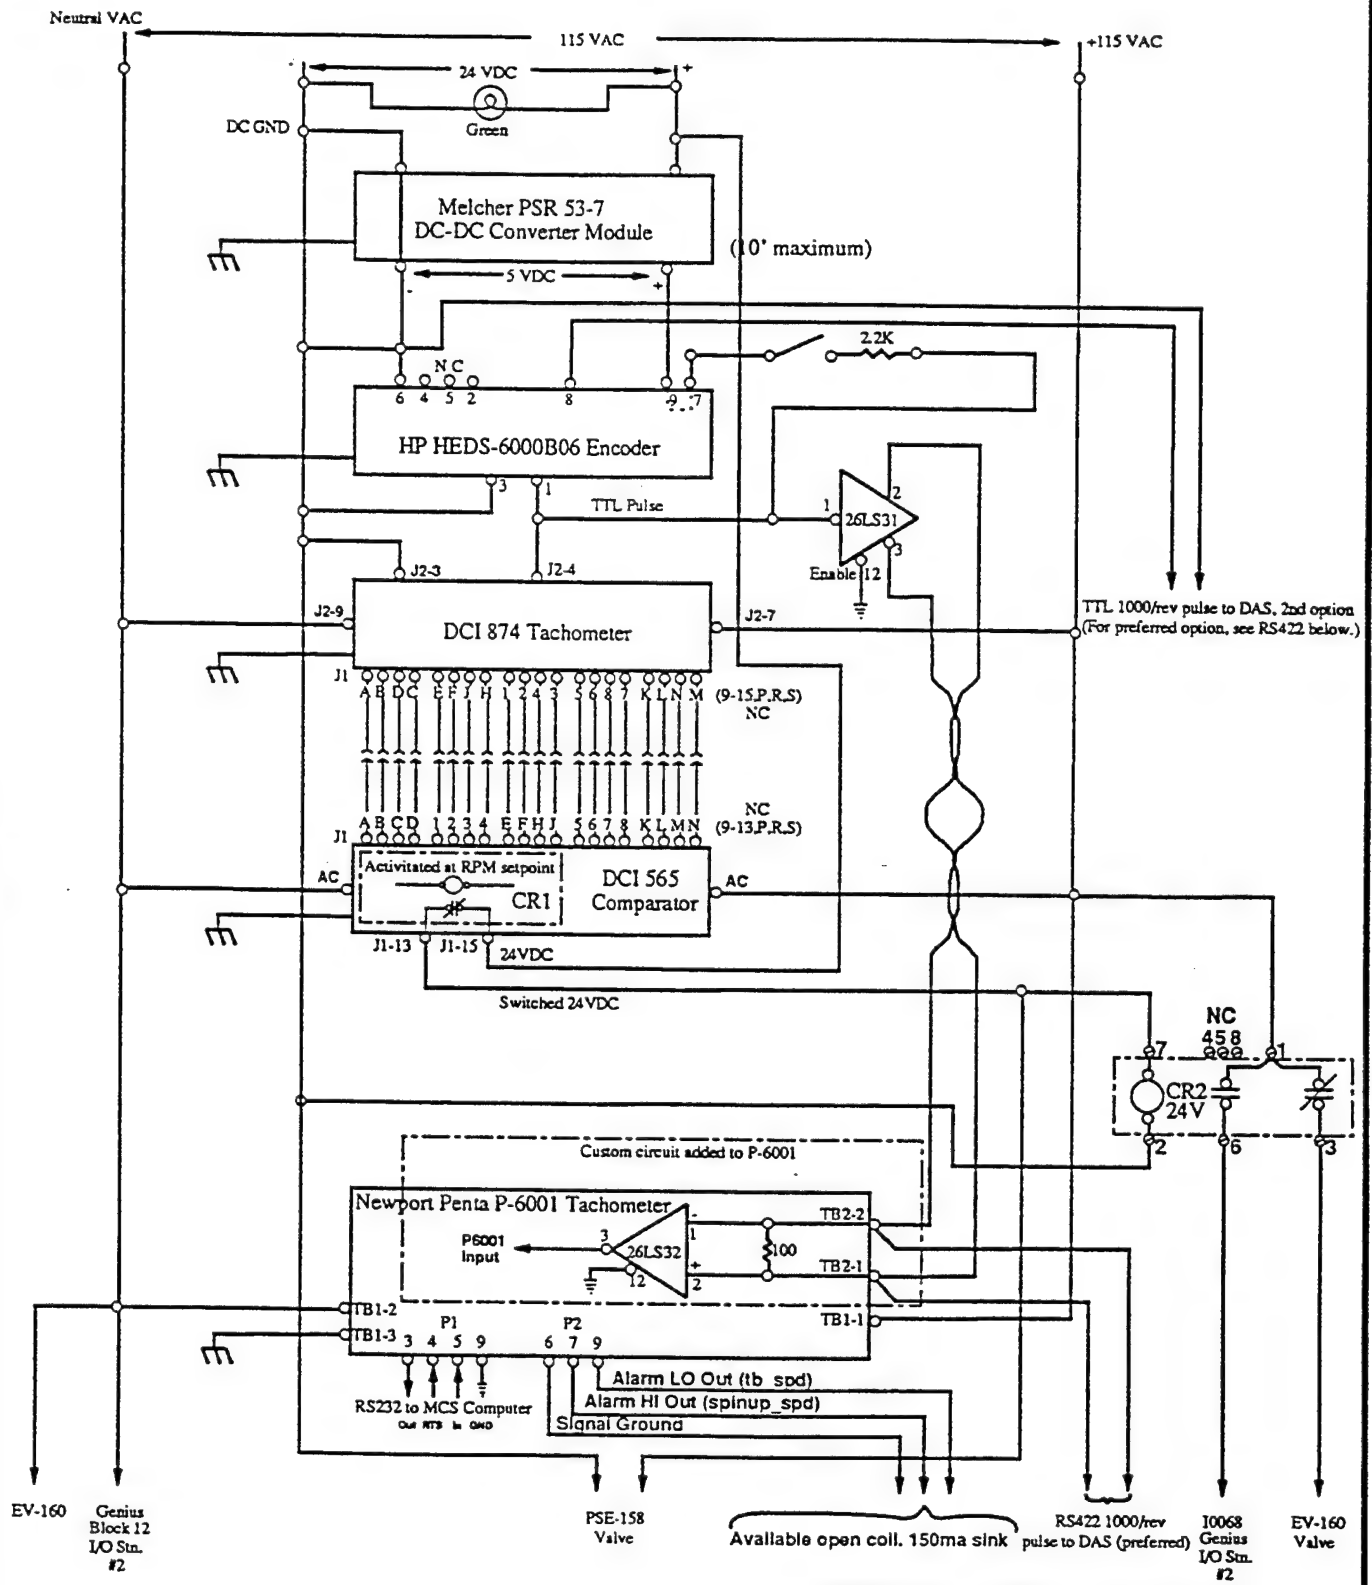 Neutral VAC
115 VAC
+115 VAC
- 24 VDC +
Green
DC GND
Melcher PSR 53-7
DC-DC Converter Module
(10' maximum)
- 5 VDC +
2.2K
N C
6 4 5 2 8 9 7
HP HEDS-6000B06 Encoder
3 1
TTL Pulse
1 26LS31 2
3
Enable 12
J2-3 J2-4
J2-9 J2-7
DCI 874 Tachometer
TTL 1000/rev pulse to DAS, 2nd option
(For preferred option, see RS422 below.)
J1 A B D C E F J H 1 2 4 3 5 6 8 7 K L N M (9-15,P,R,S)
NC
NC
J1 A B C D 1 2 3 4 E F H J 5 6 7 8 K L M N (9-13,P,R,S)
Activitated at RPM setpoint
AC CR1
DCI 565
Comparator
AC
J1-13 J1-15 24VDC
Switched 24VDC
NC
7 4 5 8 1
CR2
24V
2 6 3
Custom circuit added to P-6001
Newport Penta P-6001 Tachometer
TB2-2
P6001
Input
3 26LS32 - 1
100
+ 2
12
TB2-1
TB1-2
TB1-1
TB1-3
P1 P2
3 4 5 9 6 7 9
Alarm LO Out (tb_spd)
Alarm HI Out (spinup_spd)
Signal Ground
RS232 to MCS Computer
Out RTS In GND
EV-160
Genius
Block 12
I/O Stn.
#2
PSE-158
Valve
Available open coil. 150ma sink
RS422 1000/rev
pulse to DAS (preferred)
I0068
Genius
I/O Stn.
#2
EV-160
Valve